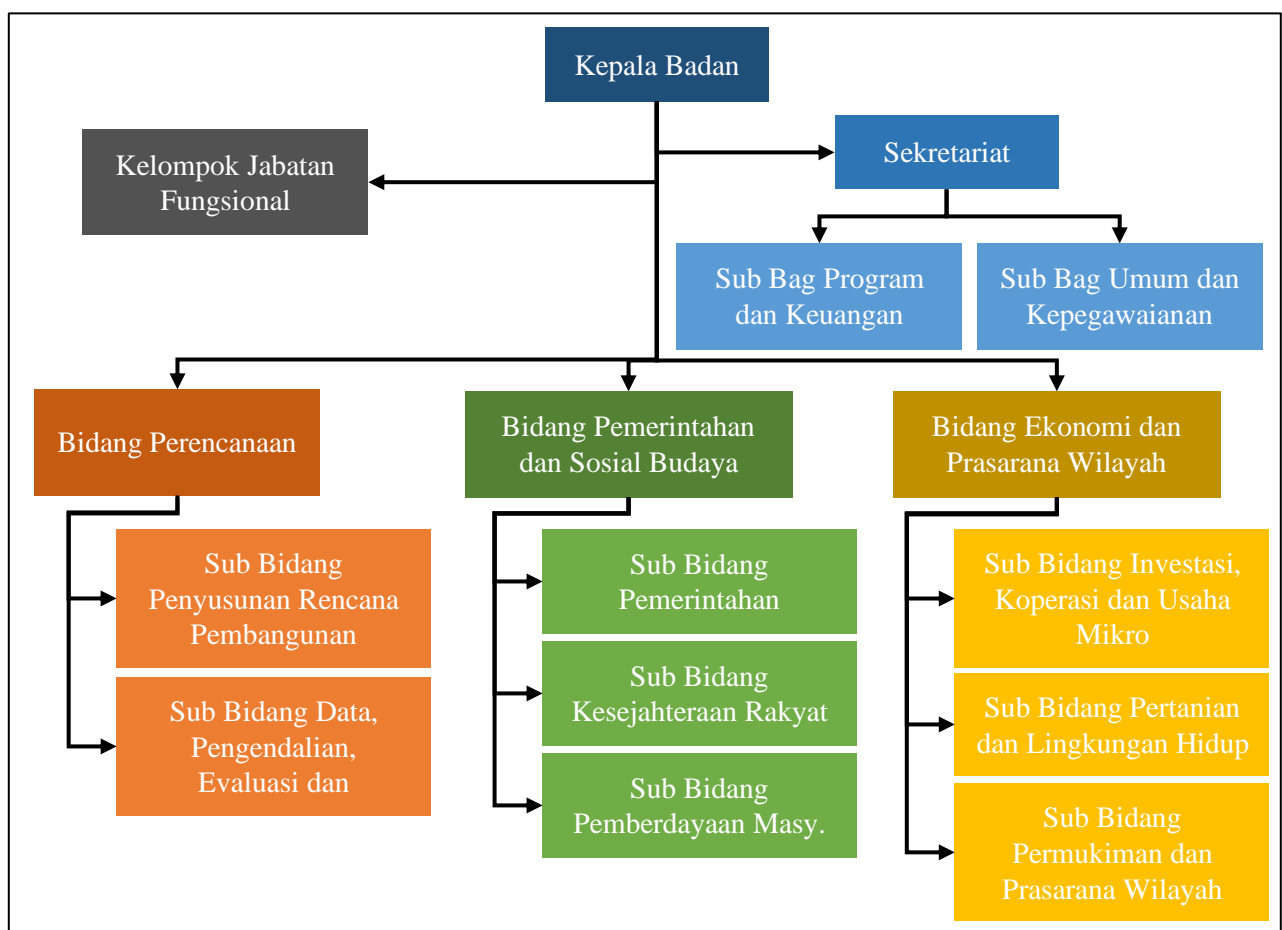 Kepala Badan
Kelompok Jabatan
Fungsional
Sekretariat
Sub Bag Program
dan Keuangan
Sub Bag Umum dan
Kepegawaianan
Bidang Perencanaan
Bidang Pemerintahan
dan Sosial Budaya
Bidang Ekonomi dan
Prasarana Wilayah
Sub Bidang
Penyusunan Rencana
Pembangunan
Sub Bidang Data,
Pengendalian,
Evaluasi dan
Sub Bidang
Pemerintahan
Sub Bidang
Kesejahteraan Rakyat
Sub Bidang
Pemberdayaan Masy.
Sub Bidang Investasi,
Koperasi dan Usaha
Mikro
Sub Bidang Pertanian
dan Lingkungan Hidup
Sub Bidang
Permukiman dan
Prasarana Wilayah